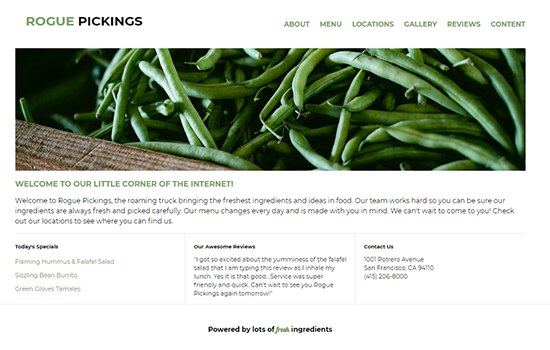 ROGUE PICKINGS
ABOUT MENU LOCATIONS GALLERY REVIEWS CONTENT
WELCOME TO OUR LITTLE CORNER OF THE INTERNET!
Welcome to Rogue Pickings, the roaming truck bringing the freshest ingredients and ideas in food. Our team works hard so you can be sure our
ingredients are always fresh and picked carefully. Our menu changes every day and is made with you in mind. We can't wait to come to you! Check
out our locations to see where you can find us.
Today's Specials
Flaming Hummus & Falafel Salad
Sizzling Bean Burrito
Green Gloves Tamales
Our Awesome Reviews
"I got so excited about the yumminess of the falafel
salad that I am typing this review as I inhale my
lunch. Yes it is that good. Service was super
friendly and quick. Can't wait to see you Rogue
Pickings again tomorrow!"
Contact Us
1001 Potrero Avenue
San Francisco, CA 94110
(415) 206-8000
Powered by lots of fresh ingredients